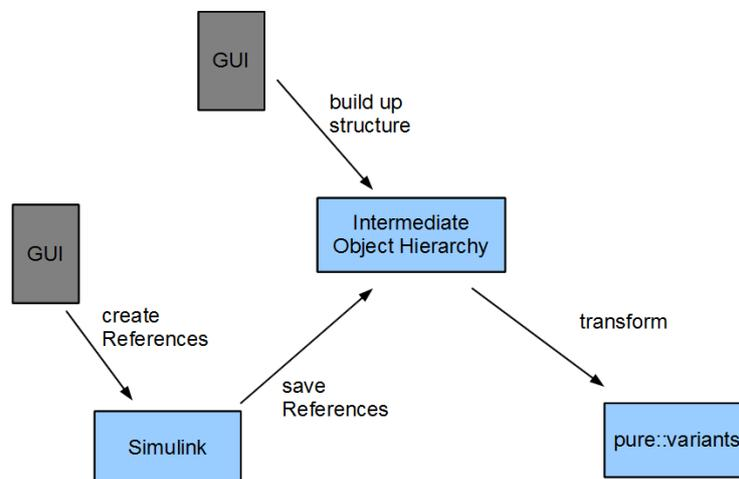 GUI
build up
structure
Intermediate
Object Hierarchy
GUI
create
References
transform
save
References
Simulink
pure::variants